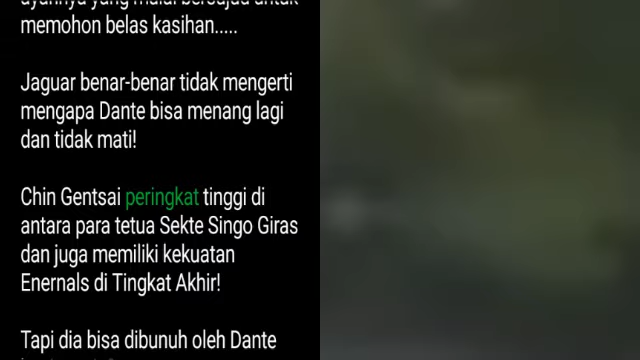 memohon belas kasihan.....
Jaguar benar-benar tidak mengerti
mengapa Dante bisa menang lagi
dan tidak mati!
Chin Gentsai peringkat tinggi di
antara para tetua Sekte Singo Giras
dan juga memiliki kekuatan
Enernals di Tingkat Akhir!
Tapi dia bisa dibunuh oleh Dante